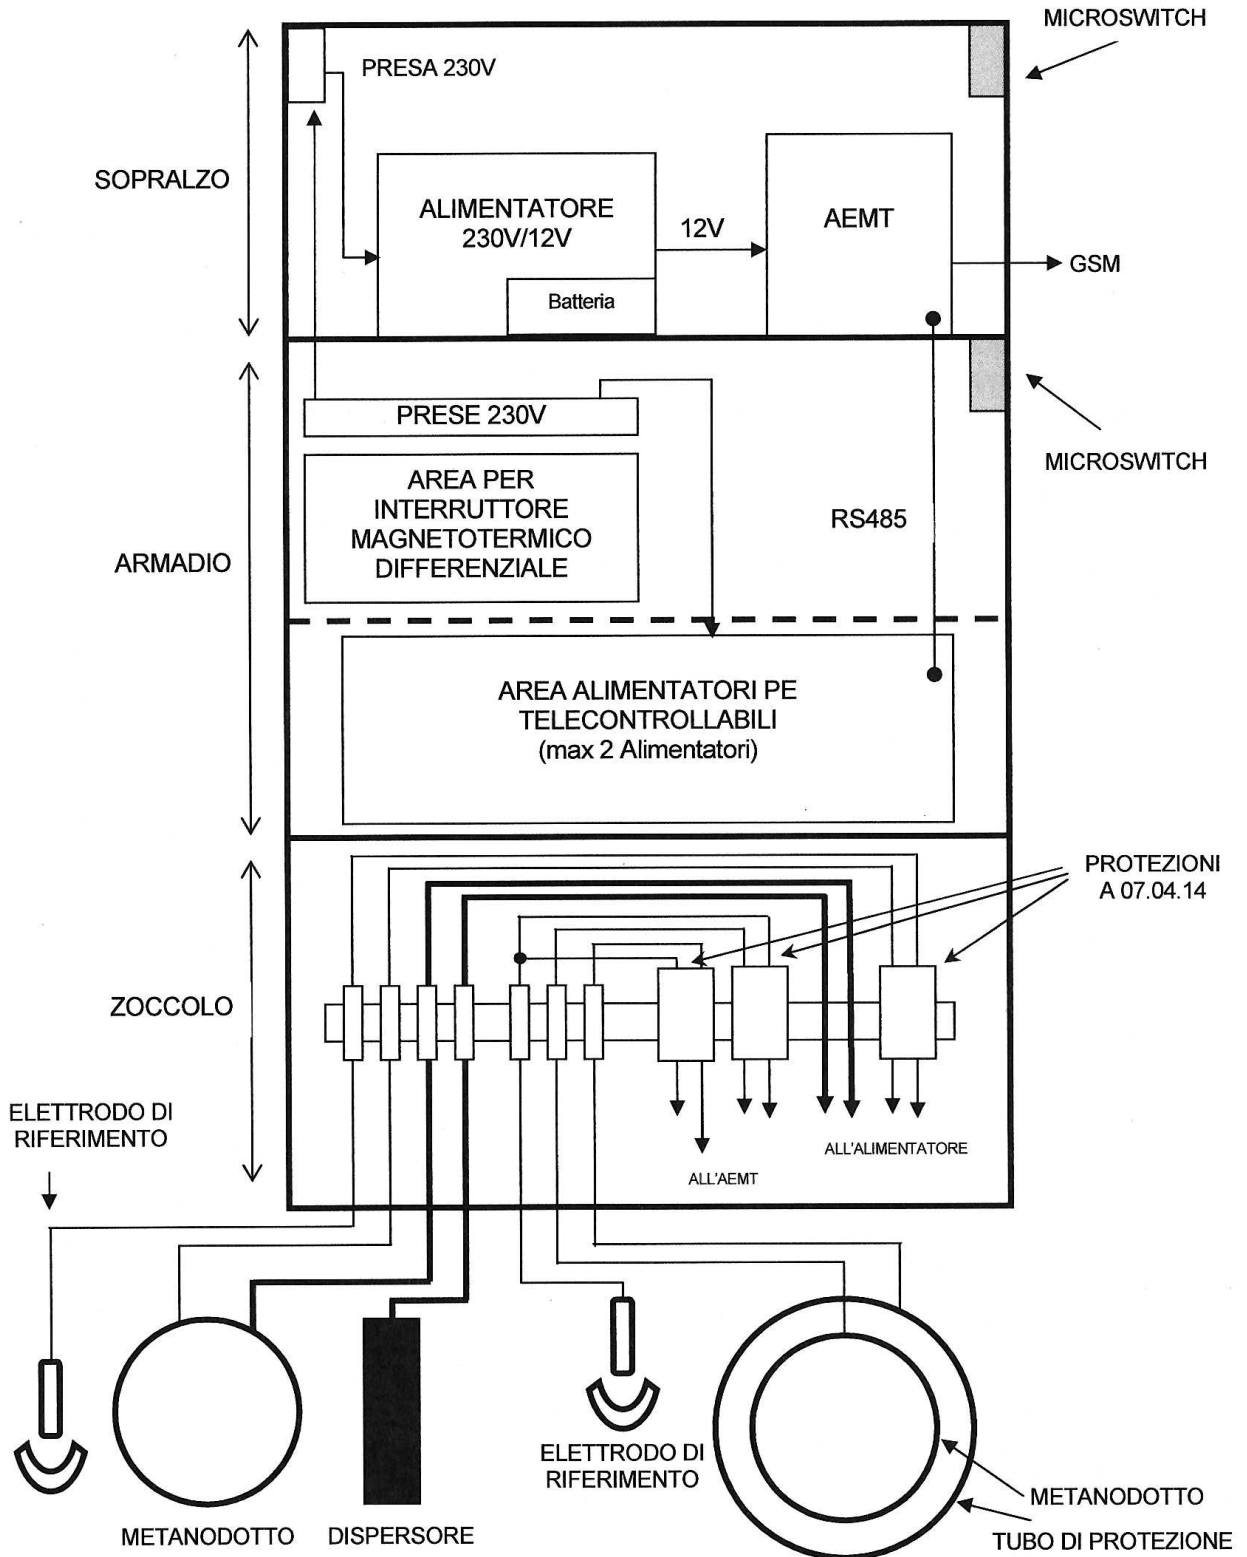 MICROSWITCH
PRESA 230V
SOPRALZO
ALIMENTATORE
230V/12V
12V
AEMT
GSM
Batteria
PRESE 230V
MICROSWITCH
AREA PER
INTERRUTTORE
MAGNETOTERMICO
DIFFERENZIALE
RS485
ARMADIO
AREA ALIMENTATORI PE
TELECONTROLLABILI
(max 2 Alimentatori)
PROTEZIONI
A 07.04.14
ZOCCOLO
ELETTRODO DI
RIFERIMENTO
ALL'ALIMENTATORE
ALL'AEMT
ELETTRODO DI
RIFERIMENTO
METANODOTTO
DISPERSORE
METANODOTTO
TUBO DI PROTEZIONE